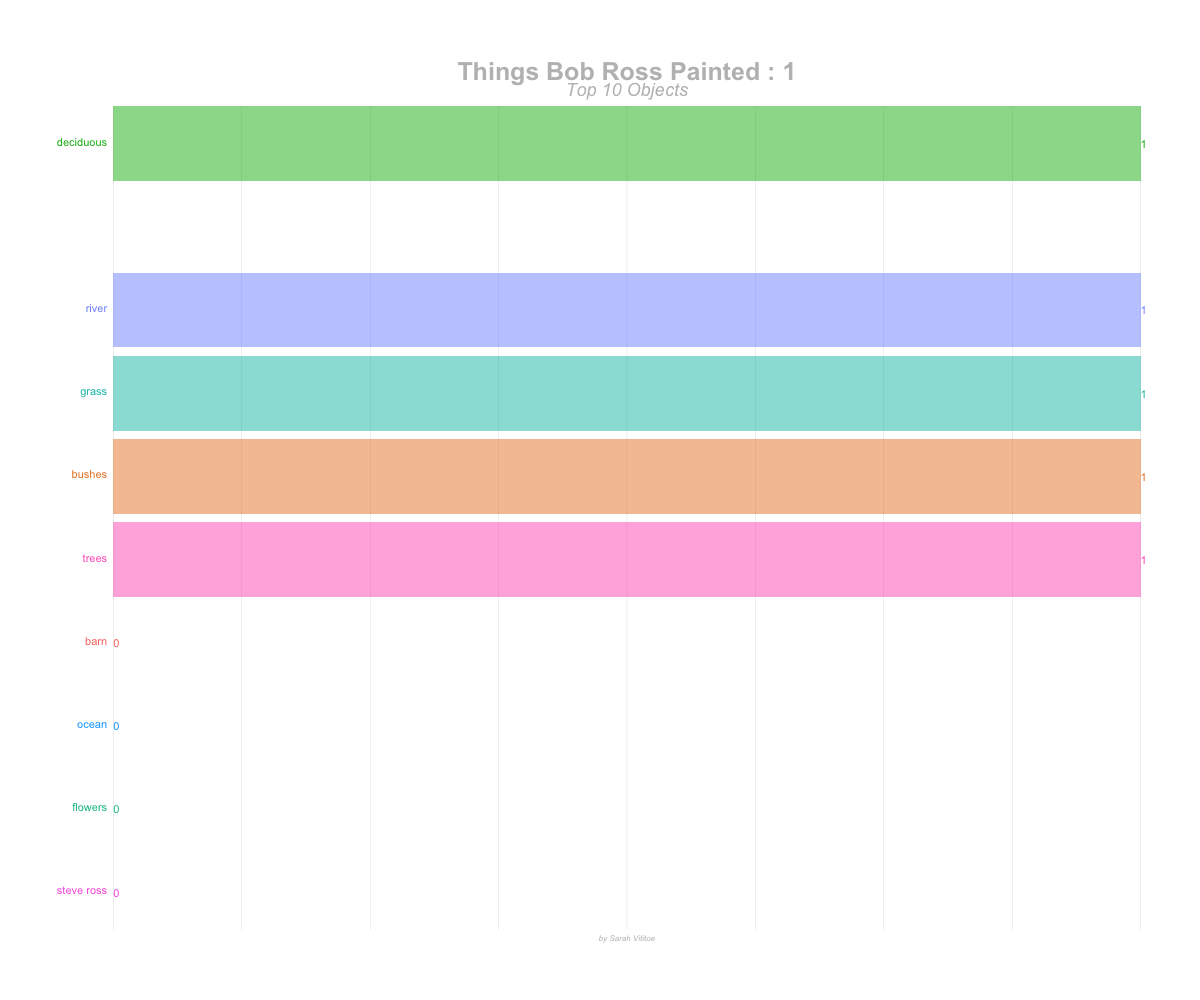 Things Bob Ross Painted : 1
Top 10 Objects
deciduous 1
river 1
grass 1
bushes 1
trees 1
barn 0
ocean 0
flowers 0
steve ross 0
by Sarah Vititoe